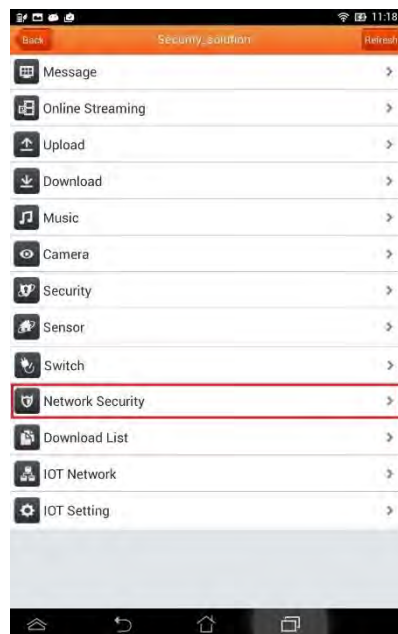 11:18
Back Security_solution Refresh
Message
Online Streaming
Upload
Download
Music
Camera
Security
Sensor
Switch
Network Security
Download List
IOT Network
IOT Setting